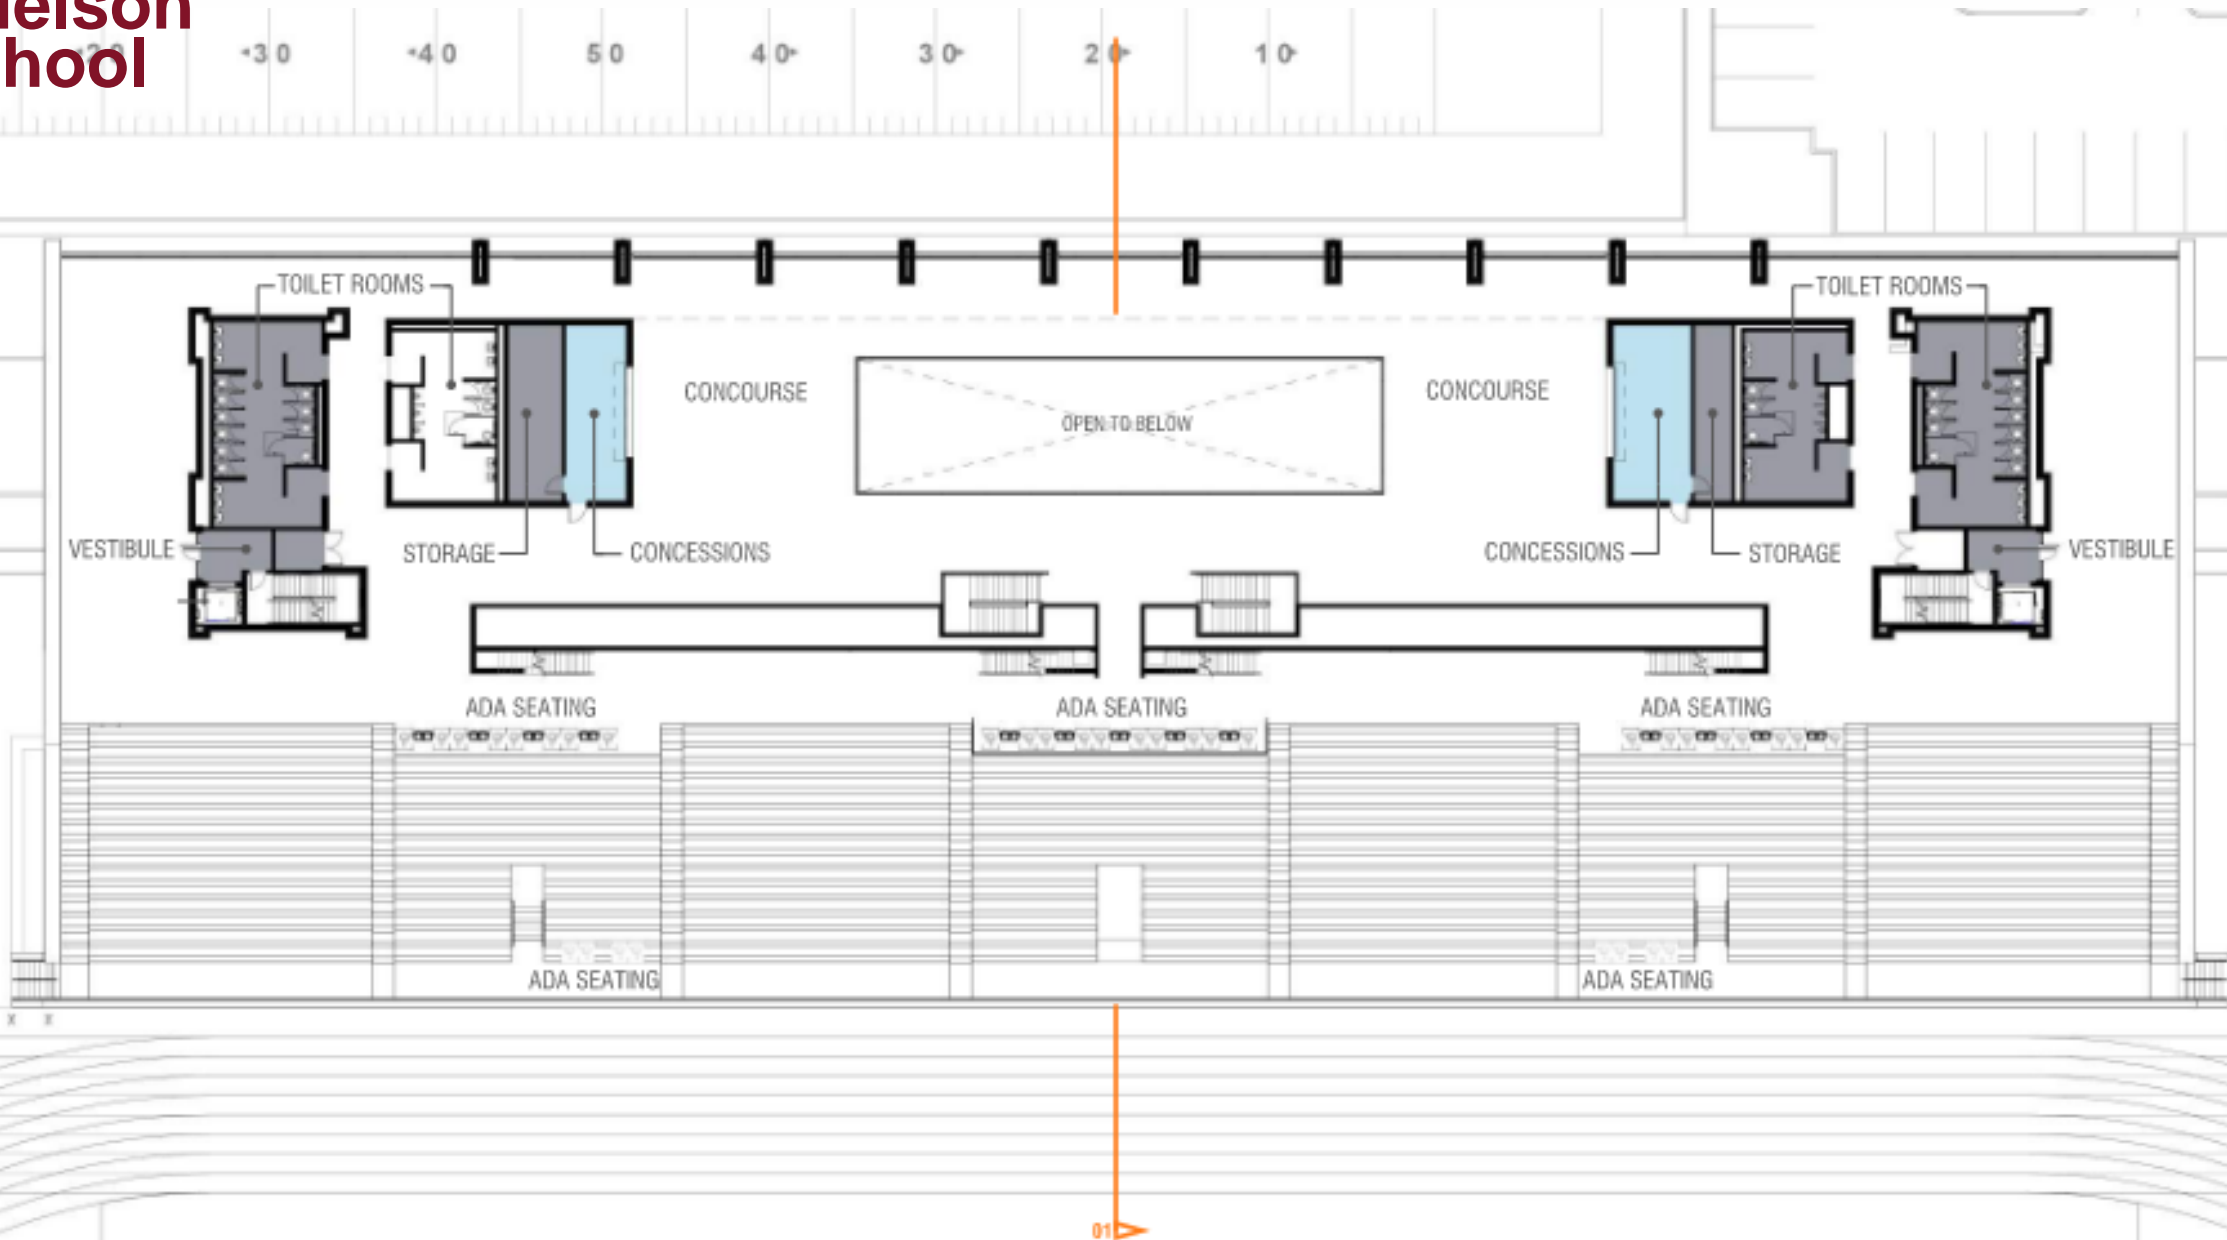 elson
hool
◂30 ◂40 50 40▸ 30▸ 20▸ 10▸
TOILET ROOMS TOILET ROOMS
CONCOURSE CONCOURSE
OPEN TO BELOW
VESTIBULE STORAGE CONCESSIONS CONCESSIONS STORAGE VESTIBULE
ADA SEATING ADA SEATING ADA SEATING
ADA SEATING ADA SEATING
x x
01